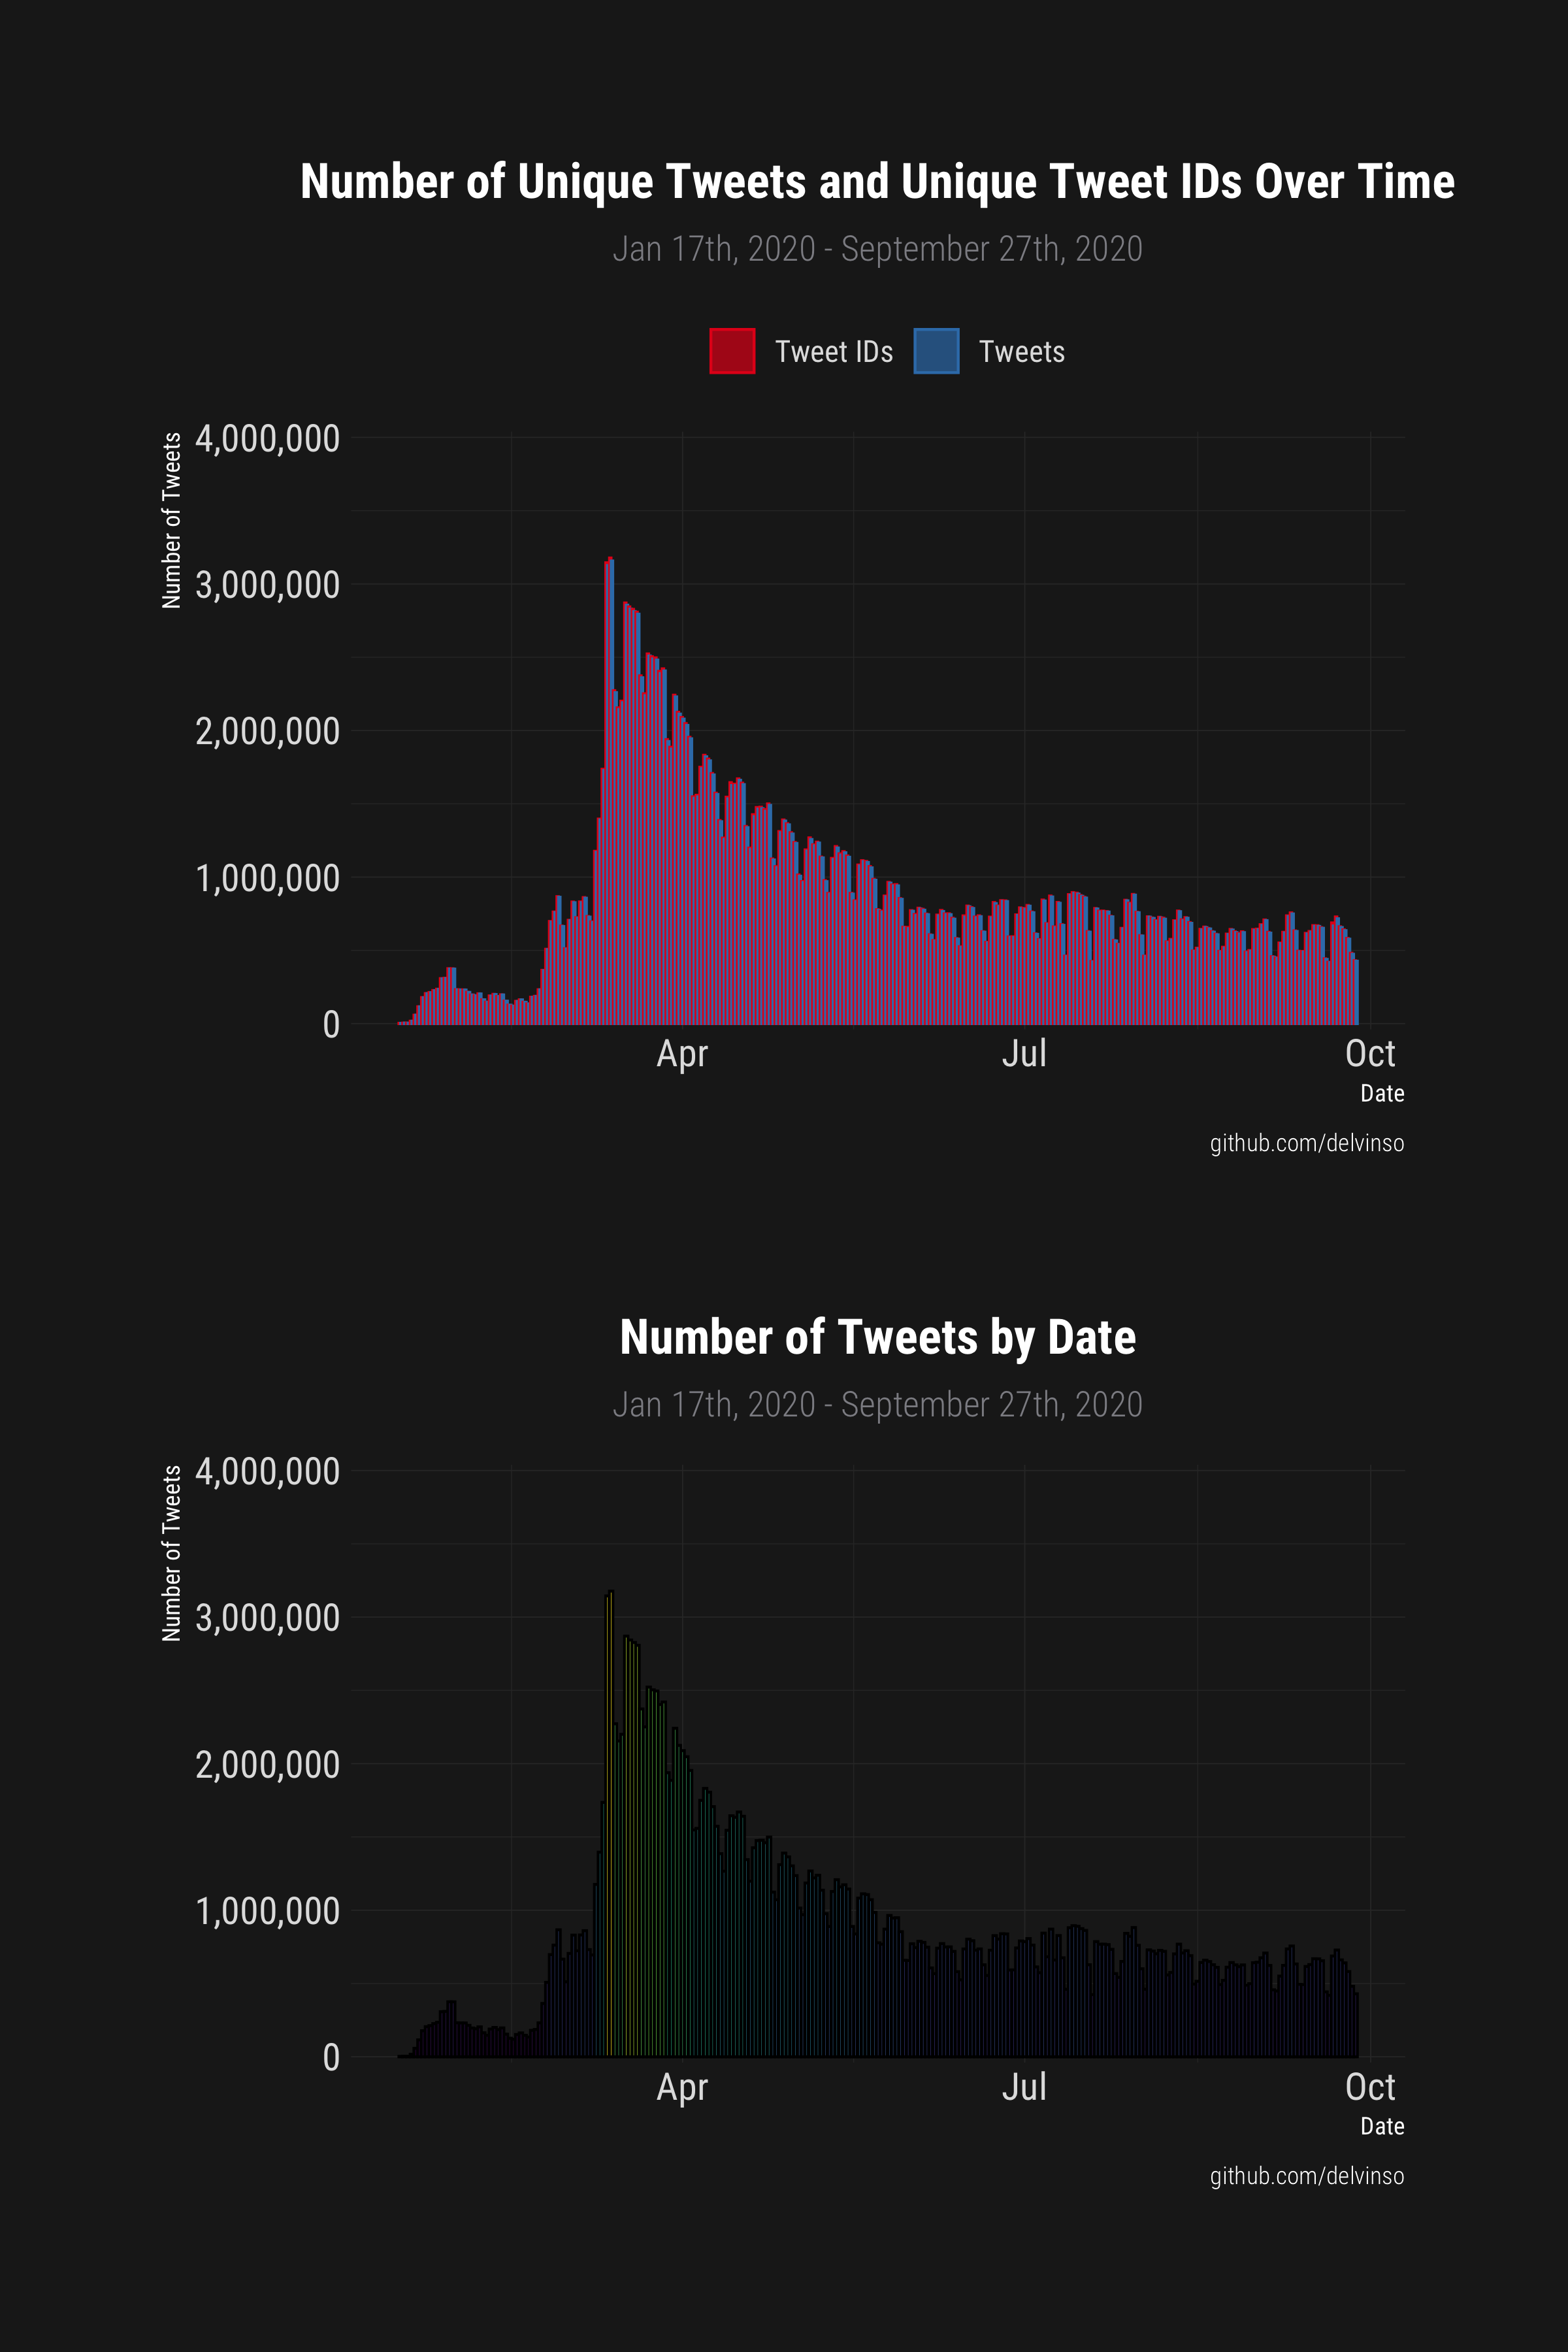 Number of Unique Tweets and Unique Tweet IDs Over Time
Jan 17th, 2020 - September 27th, 2020
Tweet IDs
Tweets
Number of Tweets
4,000,000
3,000,000
2,000,000
1,000,000
0
Apr
Jul
Oct
Date
github.com/delvinso
Number of Tweets by Date
Jan 17th, 2020 - September 27th, 2020
Number of Tweets
4,000,000
3,000,000
2,000,000
1,000,000
0
Apr
Jul
Oct
Date
github.com/delvinso